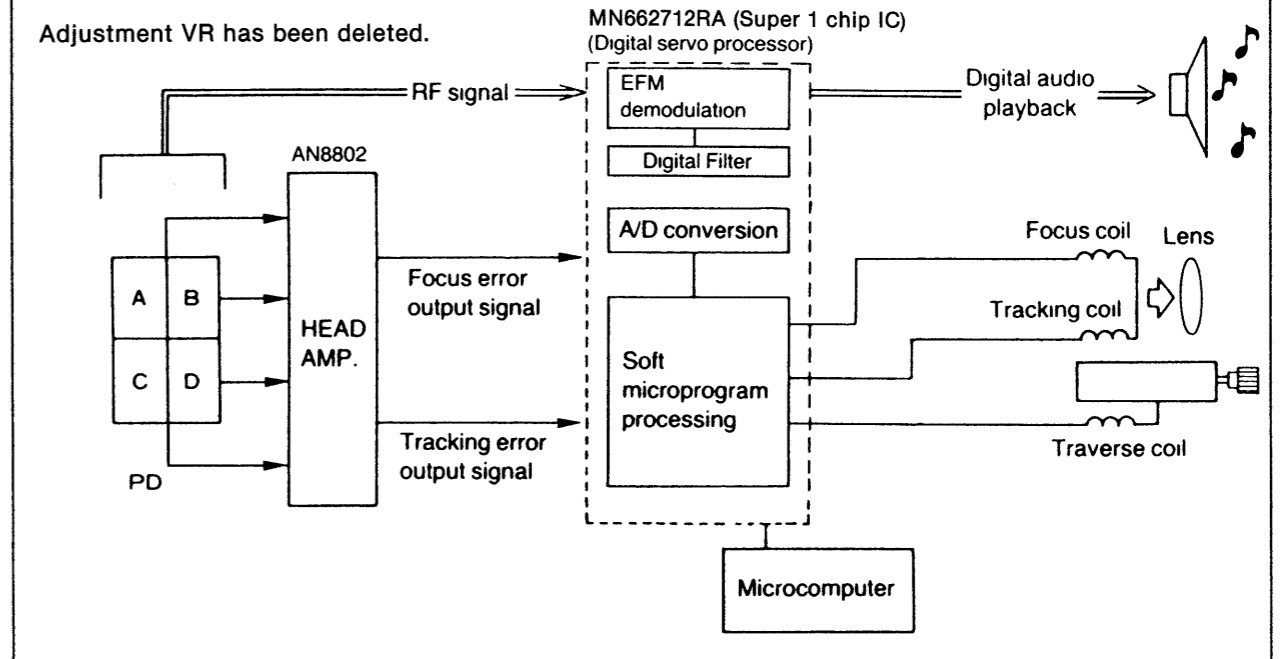 Adjustment VR has been deleted.
MN662712RA (Super 1 chip IC)
(Digital servo processor)
RF signal
EFM
demodulation
Digital audio
playback
AN8802
Digital Filter
A/D conversion
Focus coil
Lens
A
B
Focus error
output signal
HEAD
AMP.
Tracking coil
C
D
Soft
microprogram
processing
Tracking error
output signal
Traverse coil
PD
Microcomputer